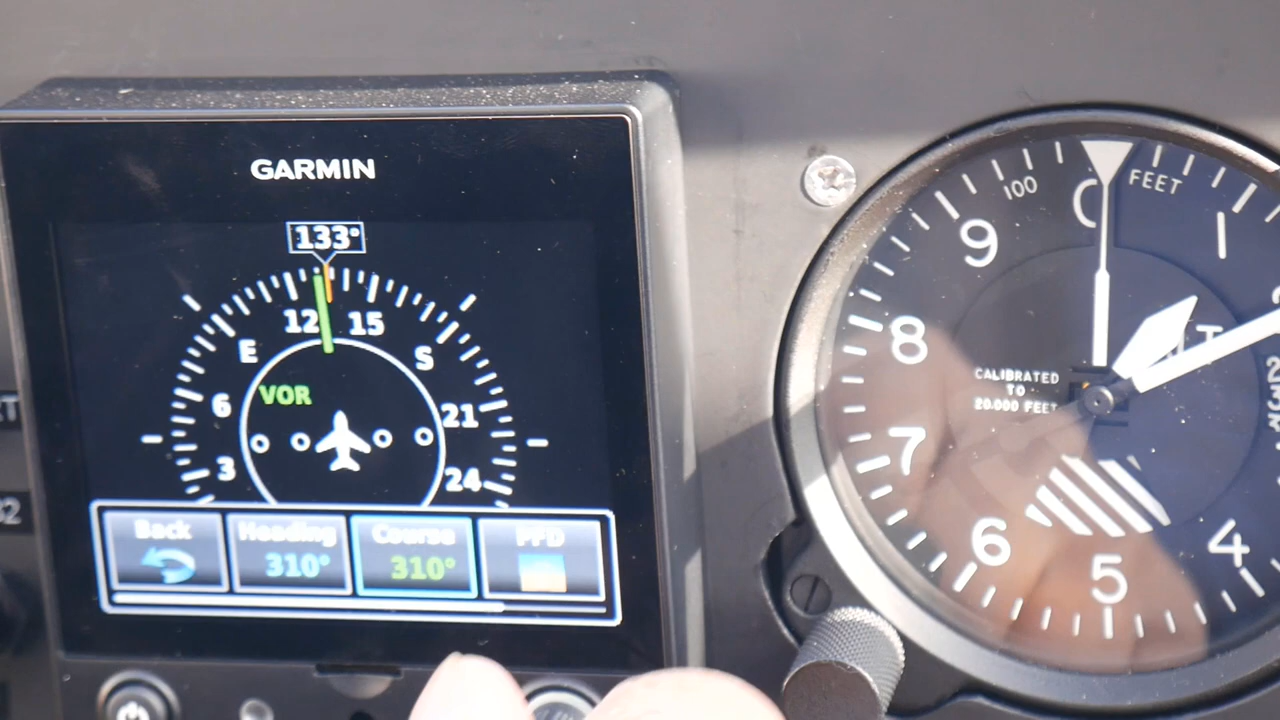 GARMIN
133°
12 15
E S
VOR
6 21
3 24
Back Heading Course PFD
310° 310°
100 FEET
9 1
8
CALIBRATED
TO
20,000 FEET
7
6 4
5